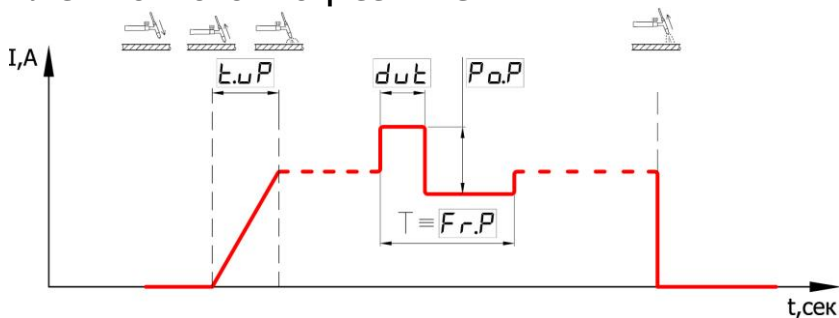 I,A
t.uP
dut
Po.P
T ≡ Fr.P
t,сек